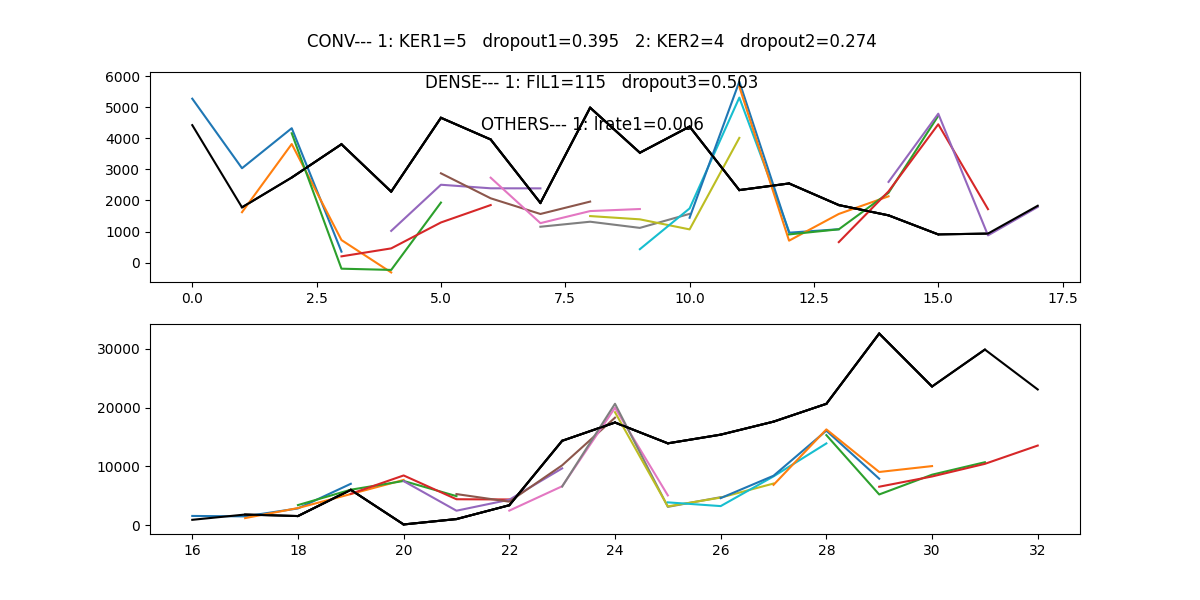 CONV--- 1: KER1=5   dropout1=0.395   2: KER2=4   dropout2=0.274
DENSE--- 1: FIL1=115   dropout3=0.503
OTHERS--- 1: lrate1=0.006
6000
5000
4000
3000
2000
1000
0
0.0 2.5 5.0 7.5 10.0 12.5 15.0 17.5
30000
20000
10000
0
16 18 20 22 24 26 28 30 32